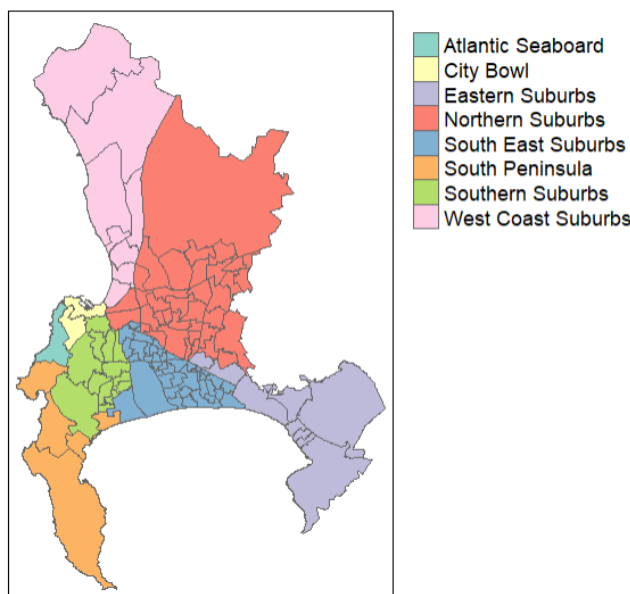 Atlantic Seaboard
City Bowl
Eastern Suburbs
Northern Suburbs
South East Suburbs
South Peninsula
Southern Suburbs
West Coast Suburbs